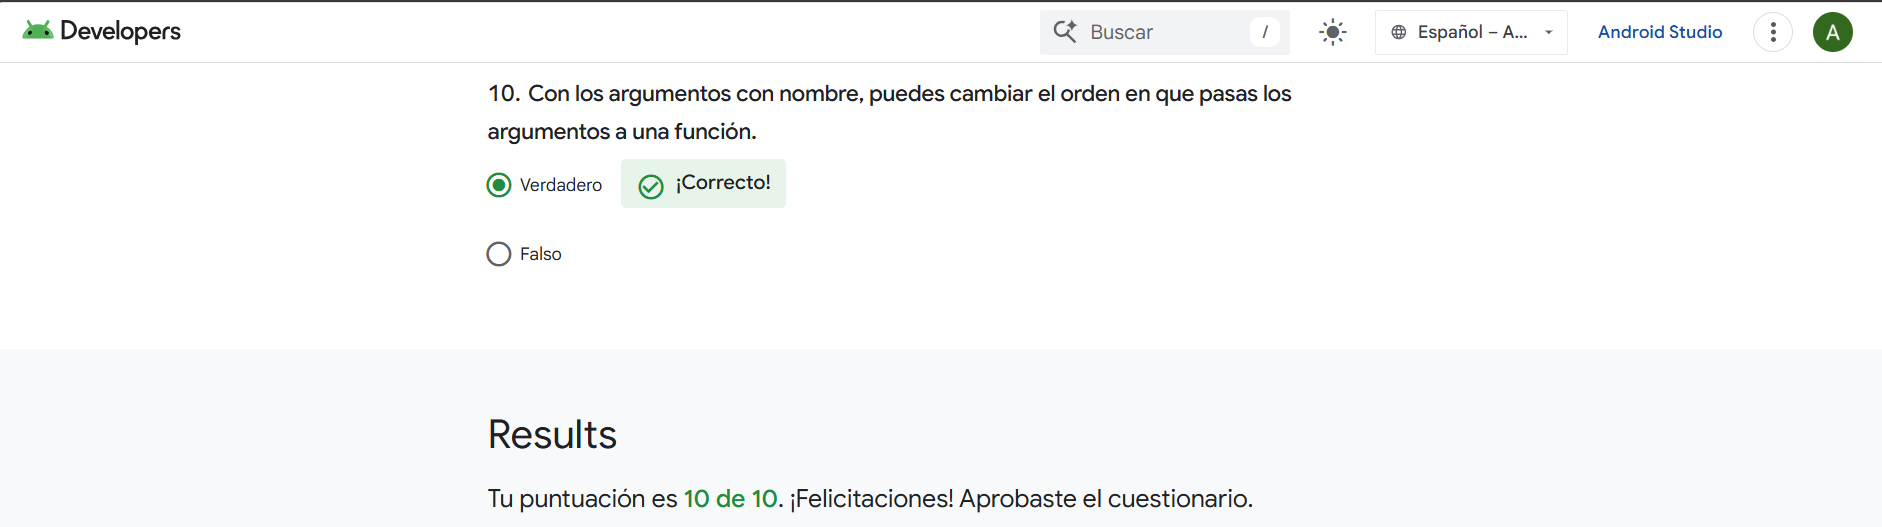 Developers
Buscar
/
Español – A...
Android Studio
A
10. Con los argumentos con nombre, puedes cambiar el orden en que pasas los
argumentos a una función.
Verdadero
¡Correcto!
Falso
Results
Tu puntuación es 10 de 10. ¡Felicitaciones! Aprobaste el cuestionario.